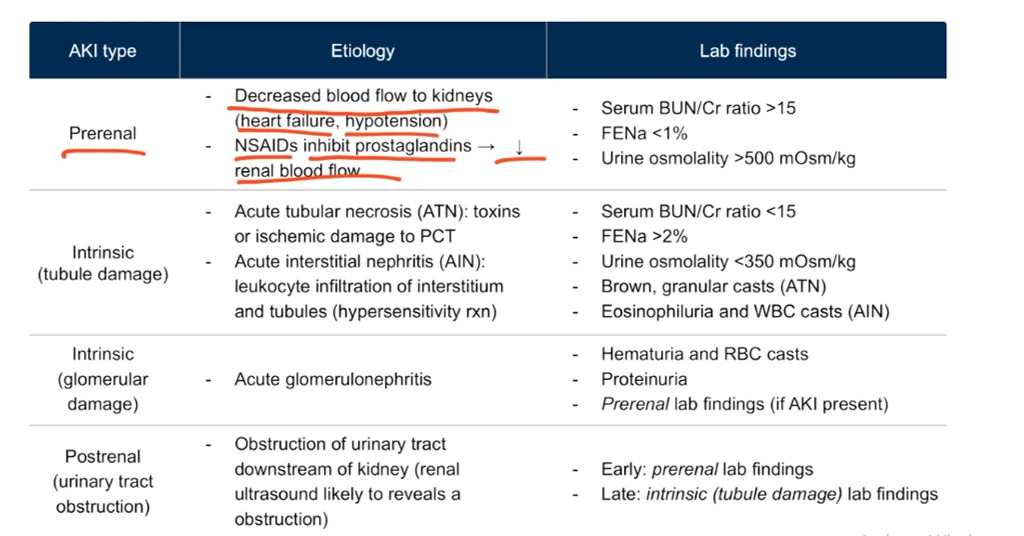 AKI type
Etiology
Lab findings
Prerenal
- Decreased blood flow to kidneys
(heart failure, hypotension)
- NSAIDs inhibit prostaglandins → ↓
renal blood flow
- Serum BUN/Cr ratio >15
- FENa <1%
- Urine osmolality >500 mOsm/kg
Intrinsic
(tubule damage)
- Acute tubular necrosis (ATN): toxins
or ischemic damage to PCT
- Acute interstitial nephritis (AIN):
leukocyte infiltration of interstitium
and tubules (hypersensitivity rxn)
- Serum BUN/Cr ratio <15
- FENa >2%
- Urine osmolality <350 mOsm/kg
- Brown, granular casts (ATN)
- Eosinophiluria and WBC casts (AIN)
Intrinsic
(glomerular
damage)
- Acute glomerulonephritis
- Hematuria and RBC casts
- Proteinuria
- Prerenal lab findings (if AKI present)
Postrenal
(urinary tract
obstruction)
- Obstruction of urinary tract
downstream of kidney (renal
ultrasound likely to reveals a
obstruction)
- Early: prerenal lab findings
- Late: intrinsic (tubule damage) lab findings